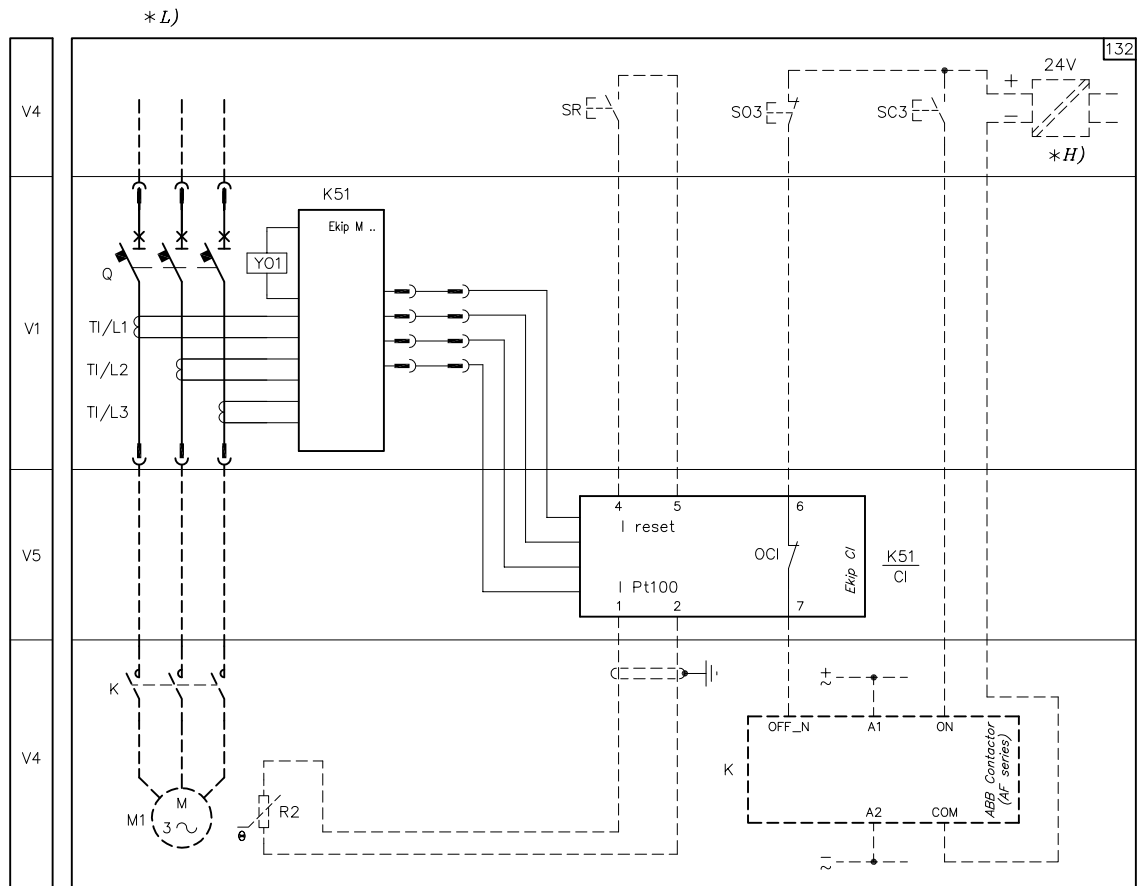 *L)
132
24V
+
V4
SR
SO3
SC3
−
*H)
K51
Ekip M ..
YO1
Q
V1
TI/L1
TI/L2
TI/L3
4 5 6
I reset
V5
OCI
Ekip CI
K51
CI
I Pt100
1 2 7
K
+
~
OFF_N A1 ON
V4
K
ABB Contactor
(AF series)
M
M1
3~
R2
θ
A2 COM
−
~